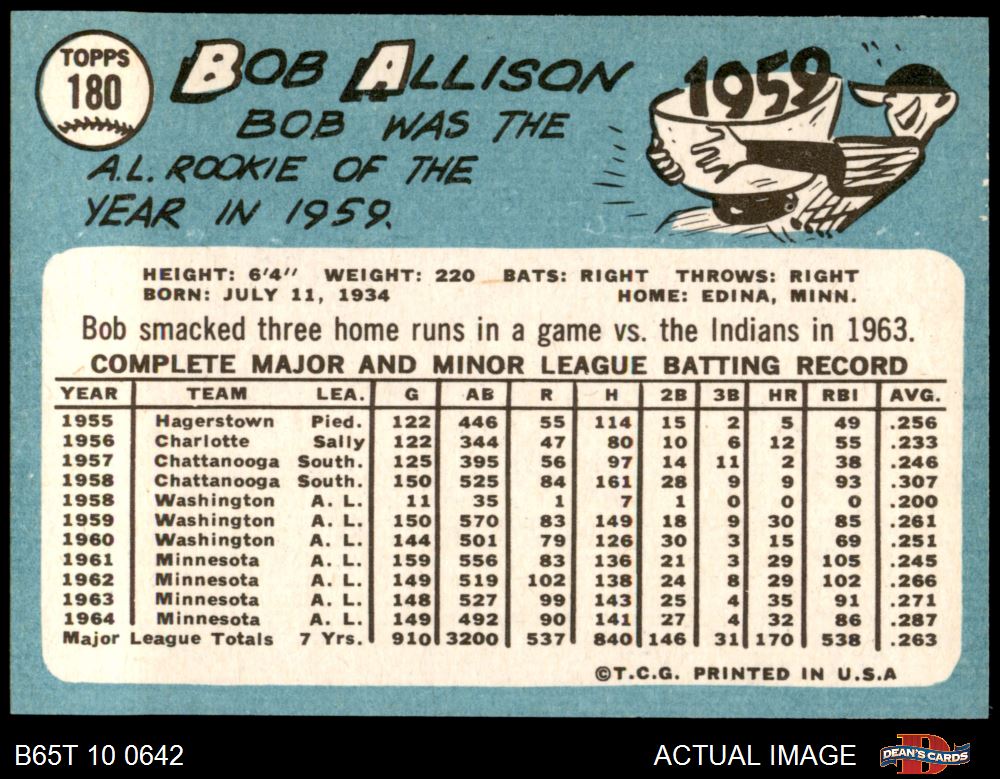 TOPPS
180
BOB ALLISON
BOB WAS THE
A.L. ROOKIE OF THE
YEAR IN 1959.
1959
HEIGHT: 6'4" WEIGHT: 220 BATS: RIGHT THROWS: RIGHT
BORN: JULY 11, 1934 HOME: EDINA, MINN.
Bob smacked three home runs in a game vs. the Indians in 1963.
COMPLETE MAJOR AND MINOR LEAGUE BATTING RECORD
YEAR TEAM LEA. G AB R H 2B 3B HR RBI AVG.
1955 Hagerstown Pied. 122 446 55 114 15 2 5 49 .256
1956 Charlotte Sally 122 344 47 80 10 6 12 55 .233
1957 Chattanooga South. 125 395 56 97 14 11 2 38 .246
1958 Chattanooga South. 150 525 84 161 28 9 9 93 .307
1958 Washington A. L. 11 35 1 7 1 0 0 0 .200
1959 Washington A. L. 150 570 83 149 18 9 30 85 .261
1960 Washington A. L. 144 501 79 126 30 3 15 69 .251
1961 Minnesota A. L. 159 556 83 136 21 3 29 105 .245
1962 Minnesota A. L. 149 519 102 138 24 8 29 102 .266
1963 Minnesota A. L. 148 527 99 143 25 4 35 91 .271
1964 Minnesota A. L. 149 492 90 141 27 4 32 86 .287
Major League Totals 7 Yrs. 910 3200 537 840 146 31 170 538 .263
©T.C.G. PRINTED IN U.S.A
B65T 10 0642 ACTUAL IMAGE DEAN'S CARDS